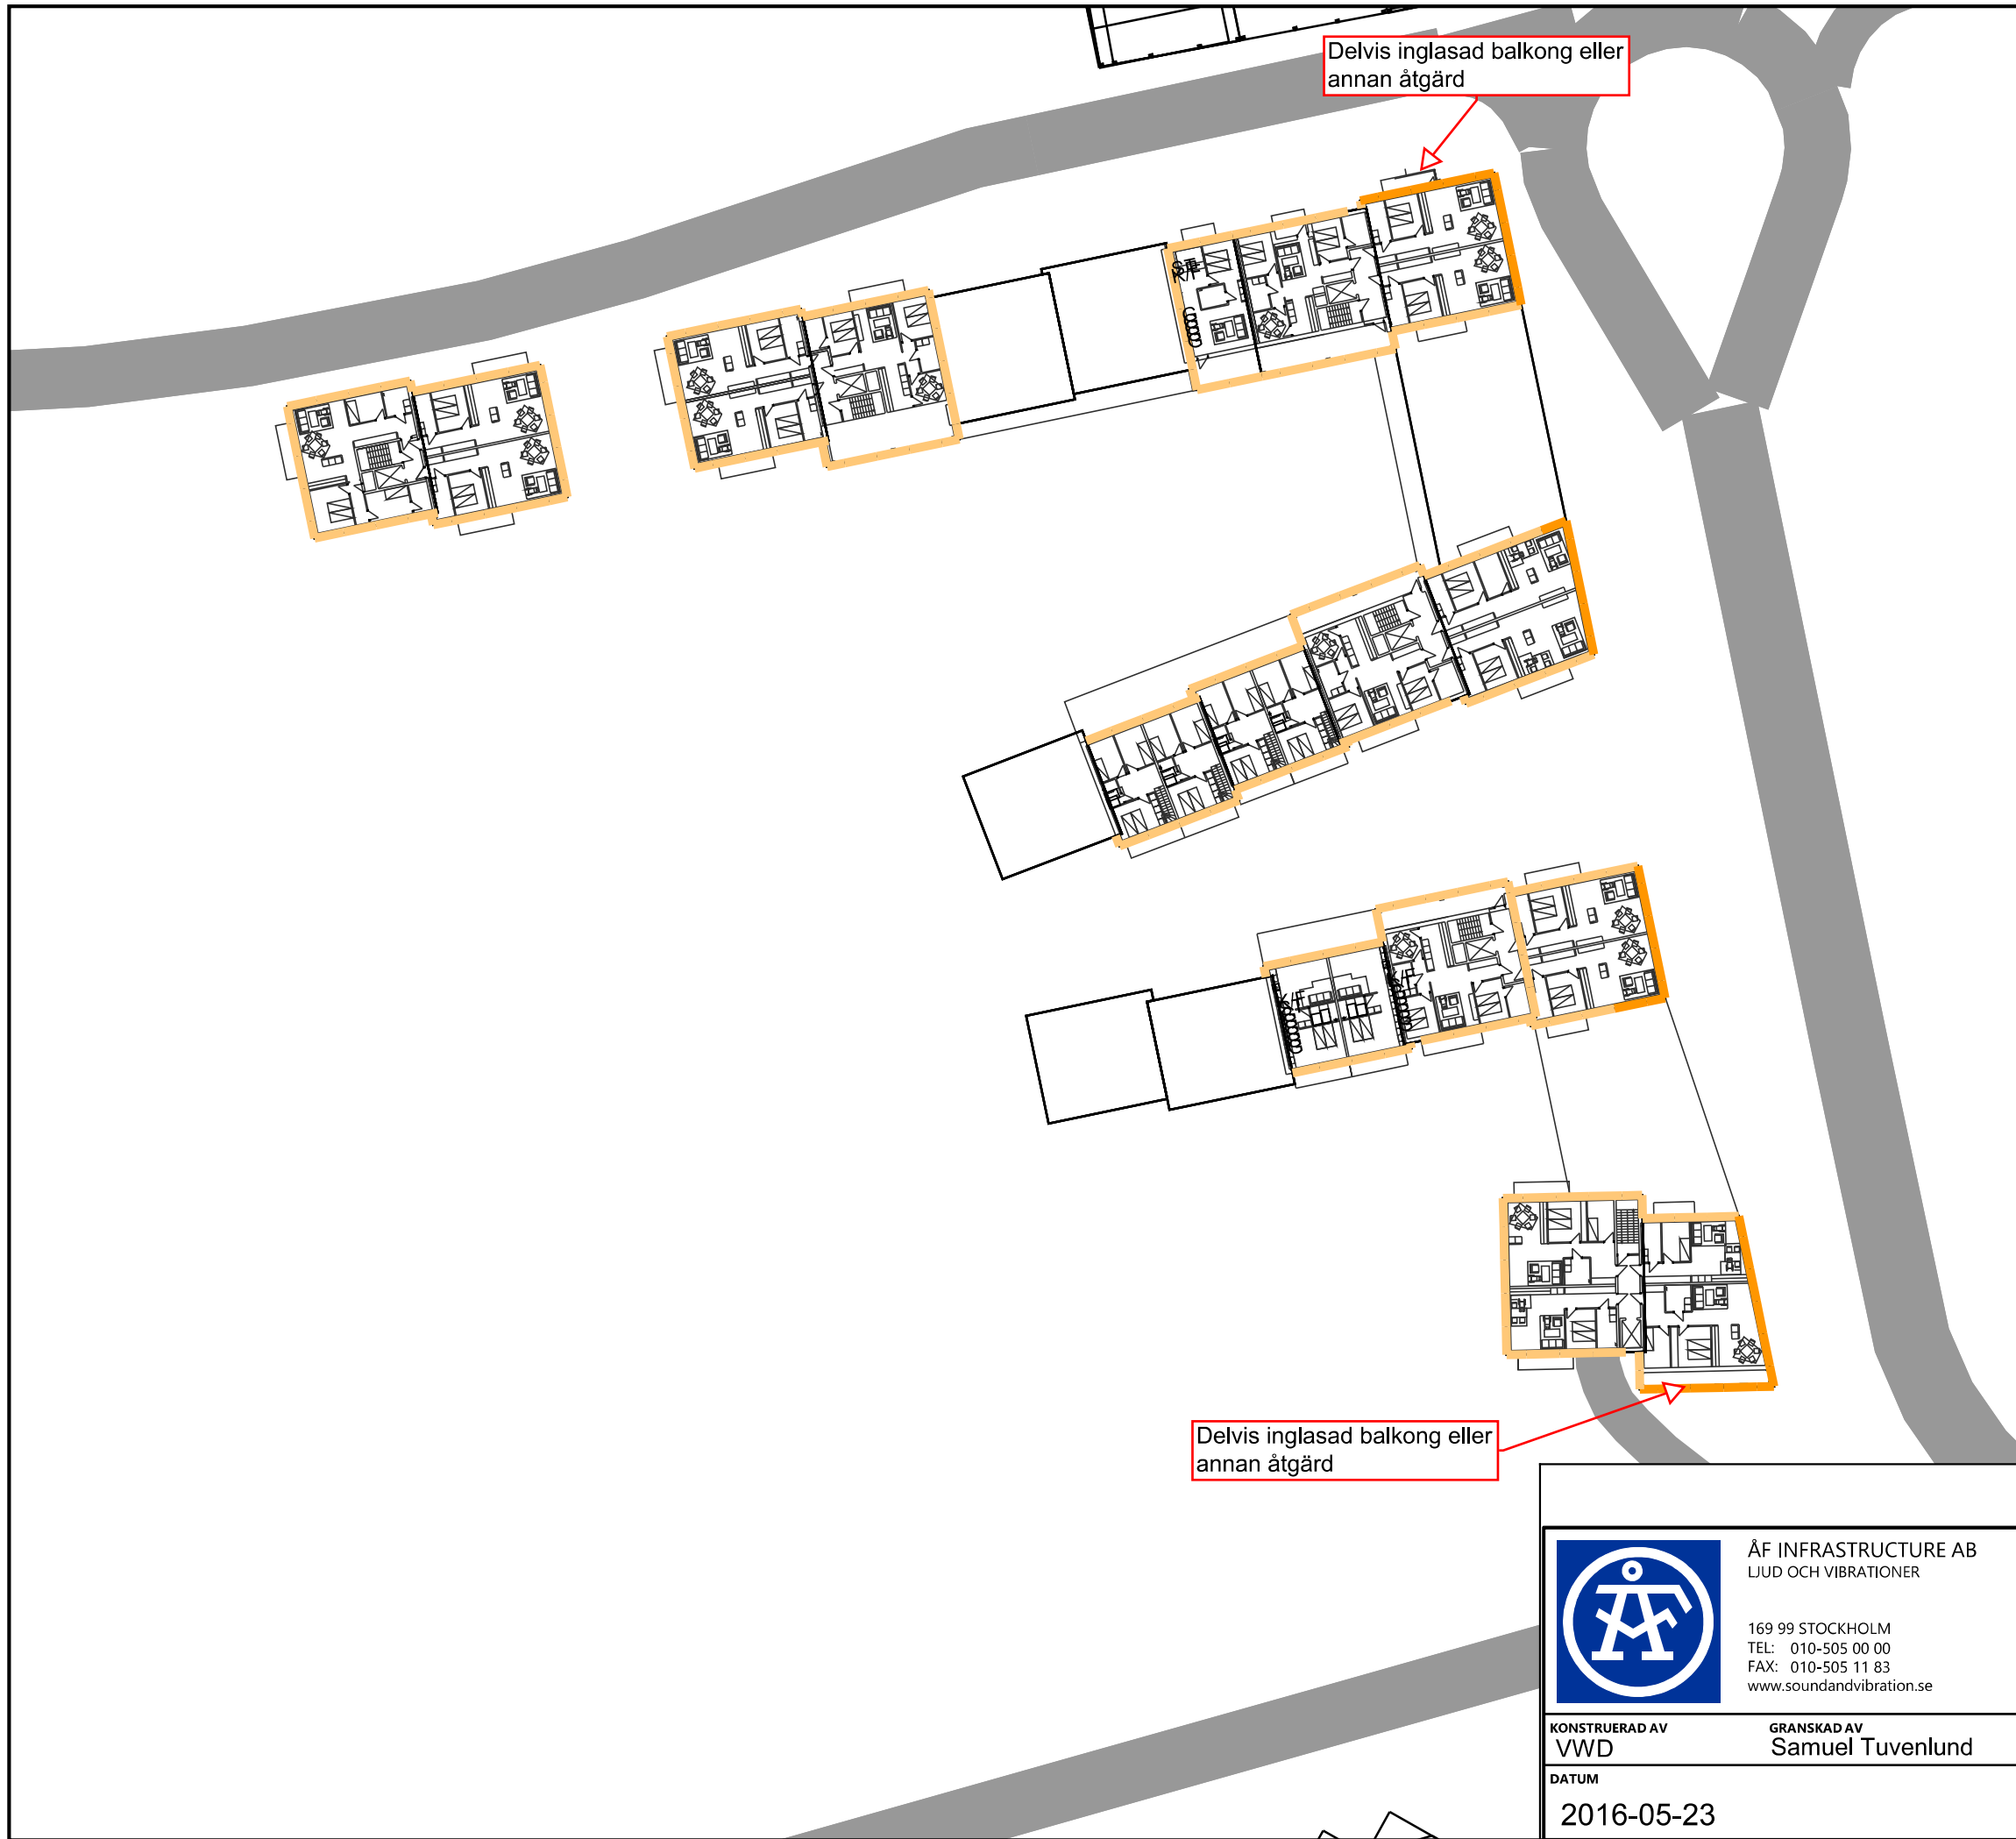 Delvis inglasad balkong eller
annan åtgärd
Delvis inglasad balkong eller
annan åtgärd
ÅF INFRASTRUCTURE AB
LJUD OCH VIBRATIONER
169 99 STOCKHOLM
TEL: 010-505 00 00
FAX: 010-505 11 83
www.soundandvibration.se
KONSTRUERAD AV
VWD
GRANSKAD AV
Samuel Tuvenlund
DATUM
2016-05-23